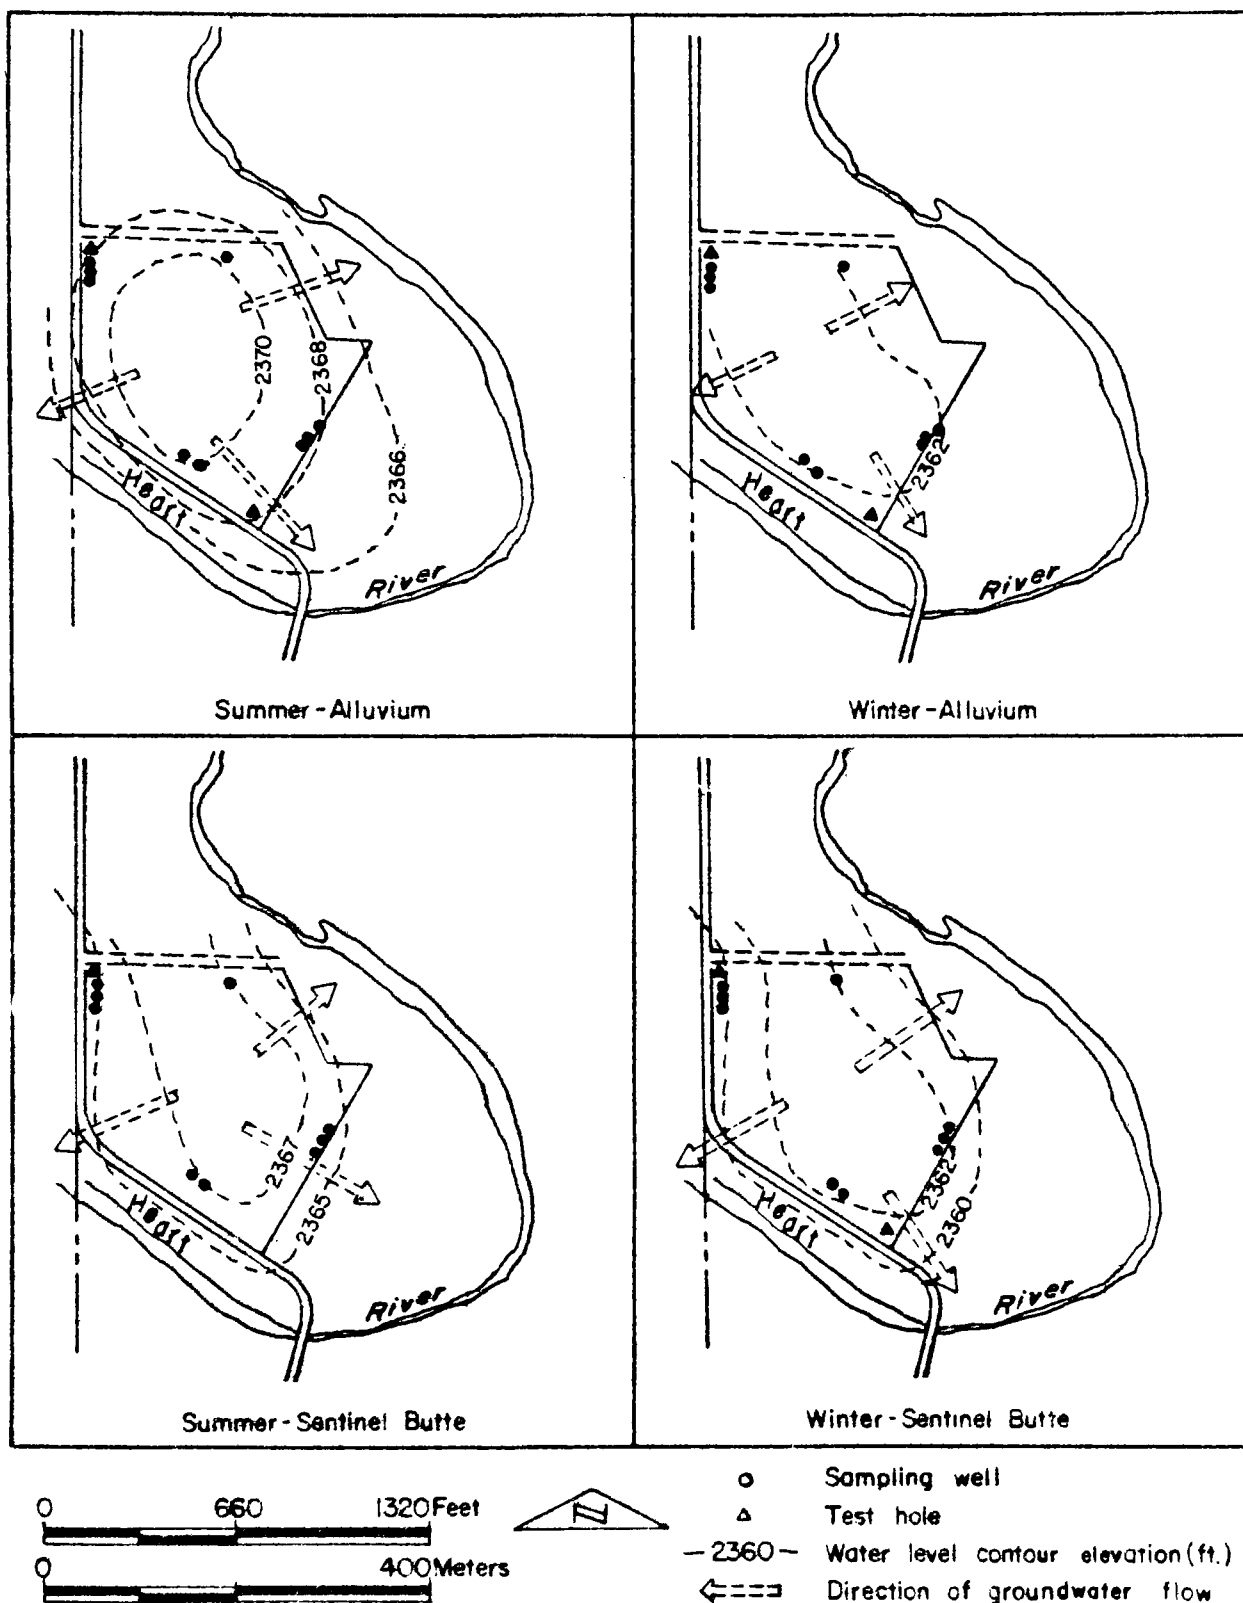 2370
2368
2366
Heart
River
Summer-Alluvium
2362
Heart
River
Winter-Alluvium
2367
2365
Heart
River
Summer-Sentinel Butte
2362
2360
Heart
River
Winter-Sentinel Butte
0 660 1320 Feet
0 400 Meters
N
Sampling well
Test hole
-2360- Water level contour elevation (ft.)
Direction of groundwater flow